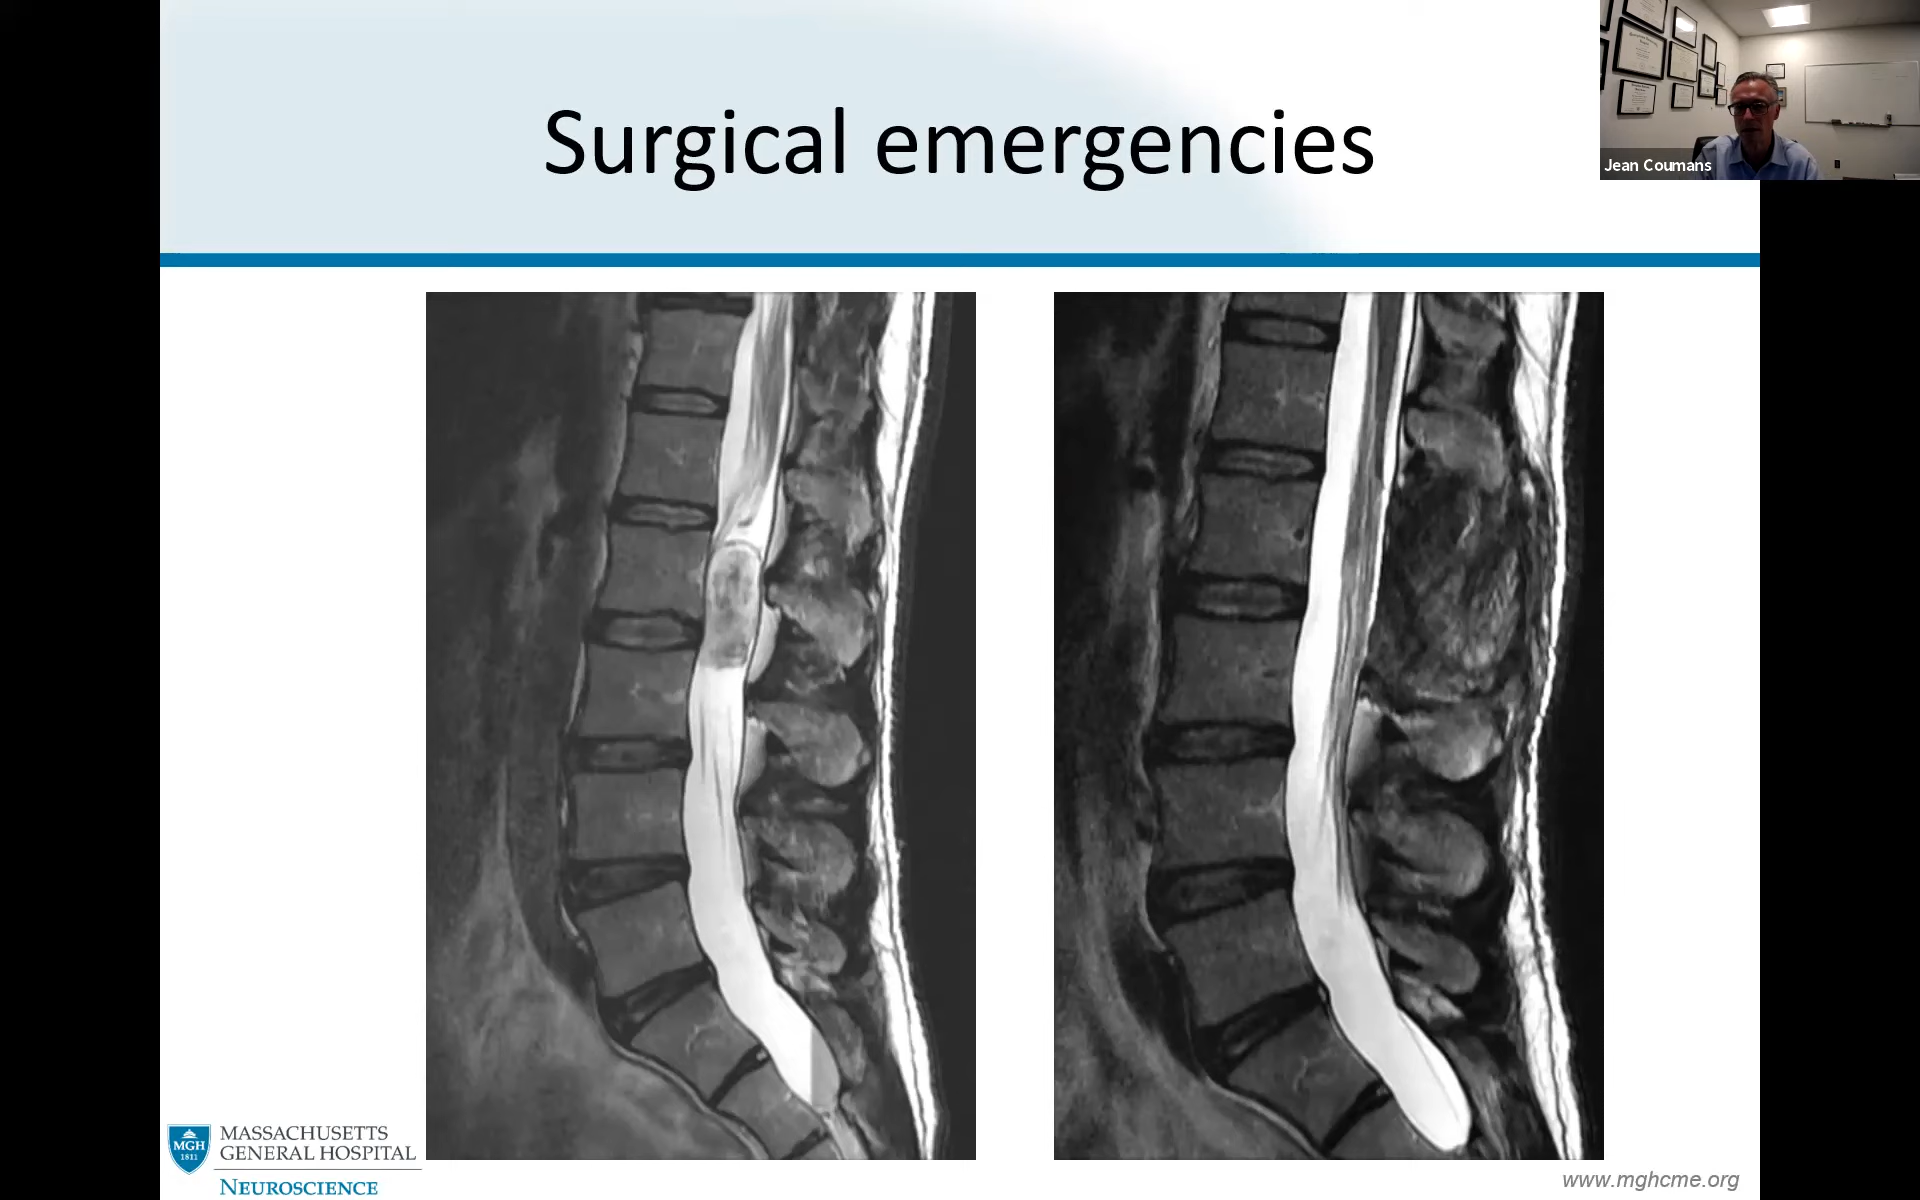 Surgical emergencies
Jean Coumans
MGH
1811
MASSACHUSETTS
GENERAL HOSPITAL
NEUROSCIENCE
www.mghcme.org